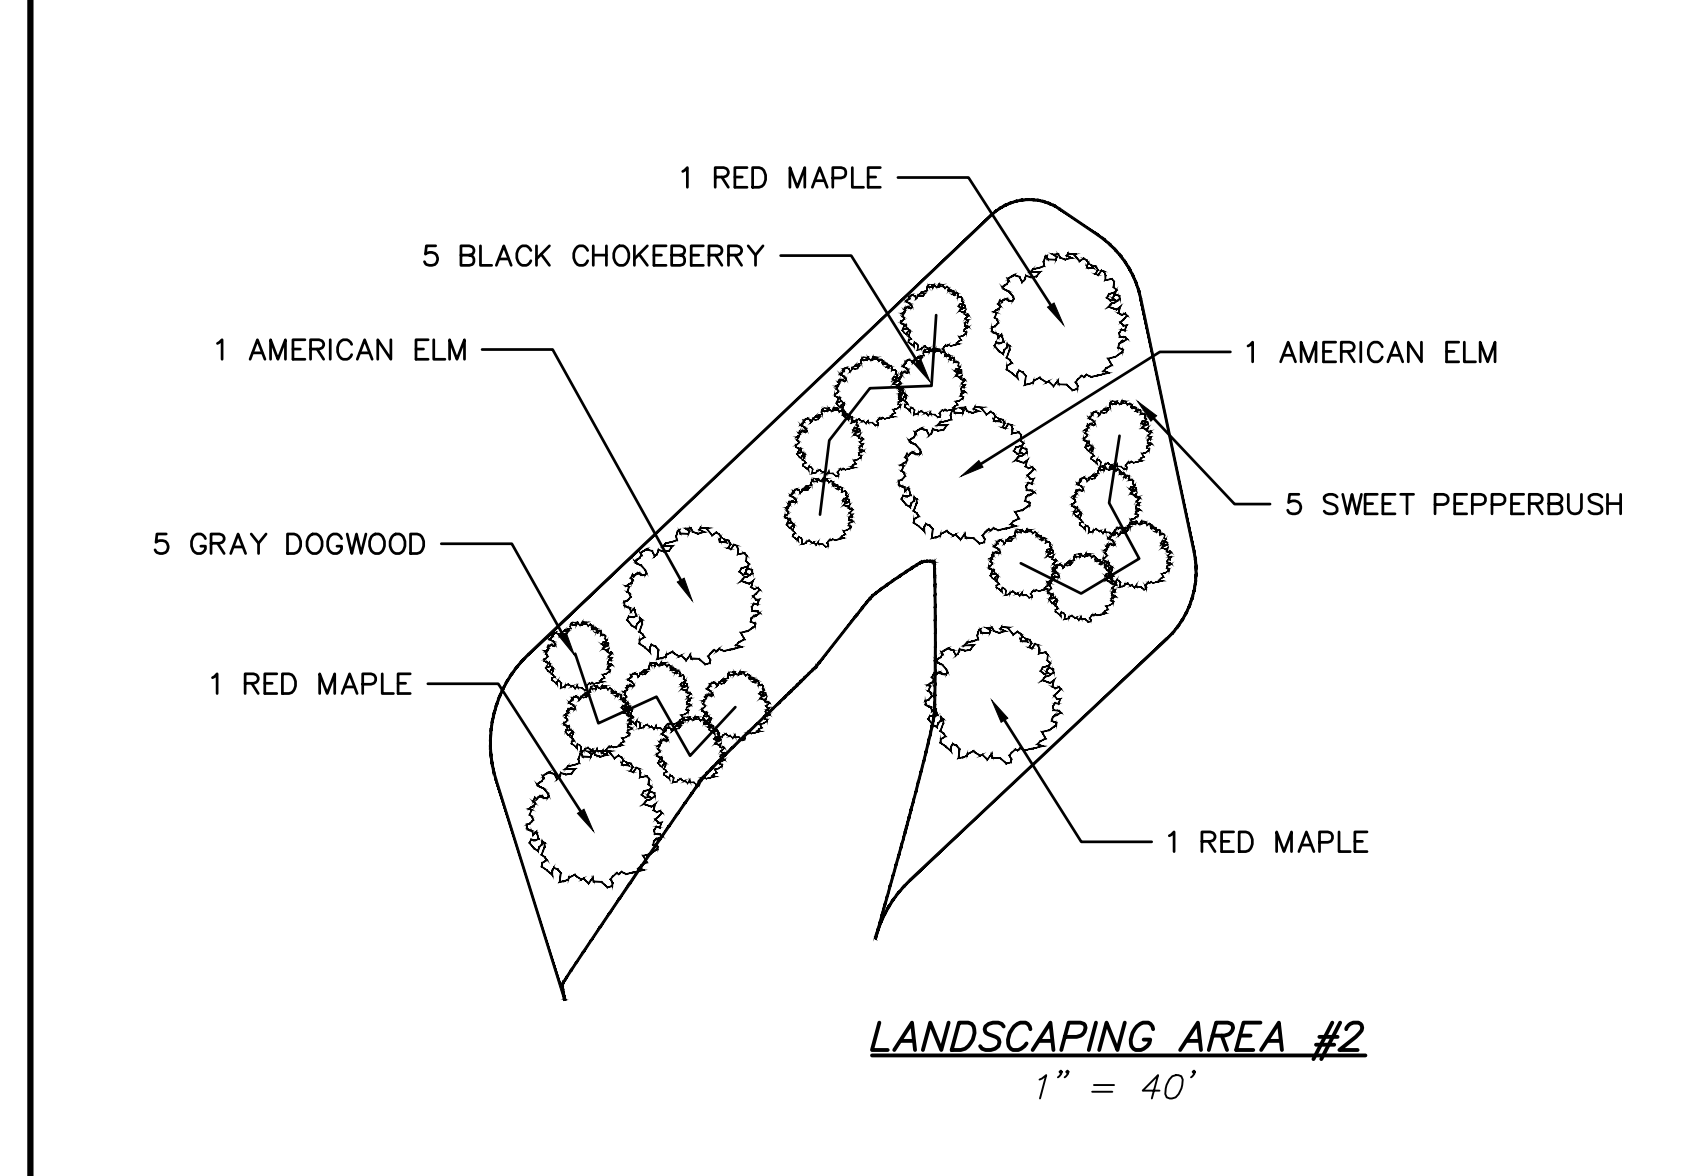 1 RED MAPLE
5 BLACK CHOKEBERRY
1 AMERICAN ELM
1 AMERICAN ELM
5 SWEET PEPPERBUSH
5 GRAY DOGWOOD
1 RED MAPLE
1 RED MAPLE
LANDSCAPING AREA #2
1” = 40’